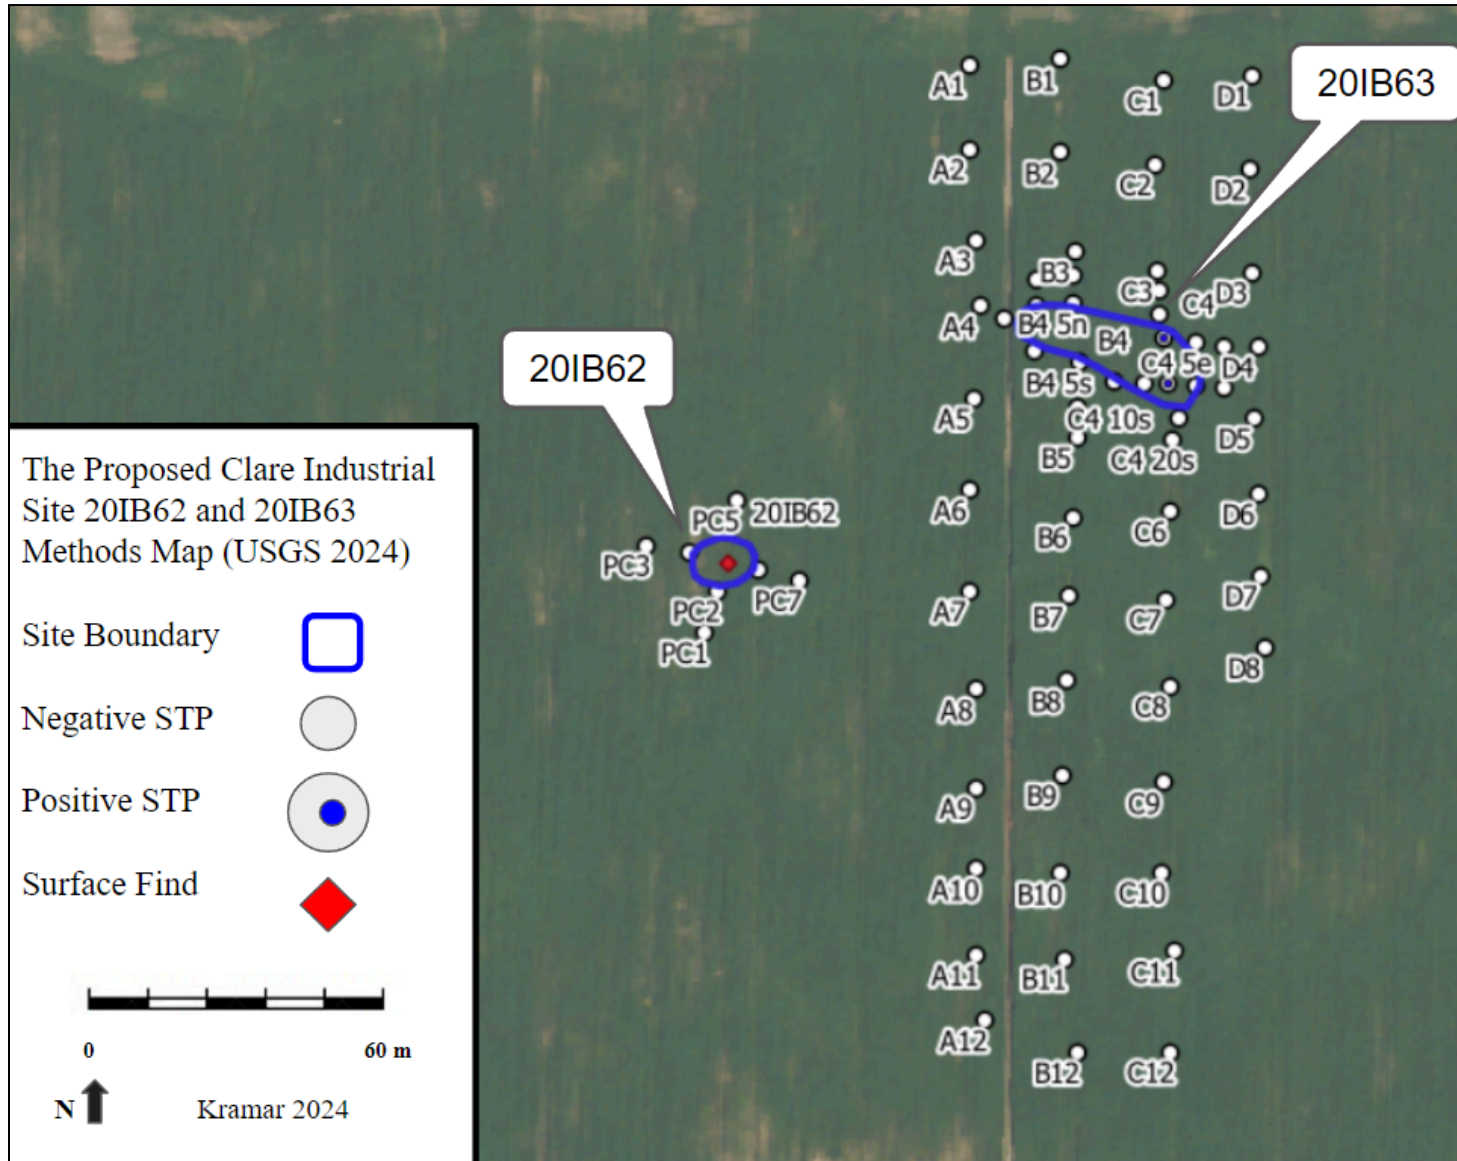 A1
B1
C1
D1
20IB63
A2
B2
C2
D2
A3
B3
C3
C4
D3
A4
B4 5n
B4
20IB62
C4 5e
D4
B4 5s
A5
C4 10s
D5
B5
C4 20s
The Proposed Clare Industrial
Site 20IB62 and 20IB63
Methods Map (USGS 2024)
Site Boundary
Negative STP
Positive STP
Surface Find
0
60 m
N
Kramar 2024
PC5
20IB62
PC3
PC2
PC7
PC1
A6
B6
C6
D6
A7
B7
C7
D7
D8
A8
B8
C8
A9
B9
C9
A10
B10
C10
A11
B11
C11
A12
B12
C12